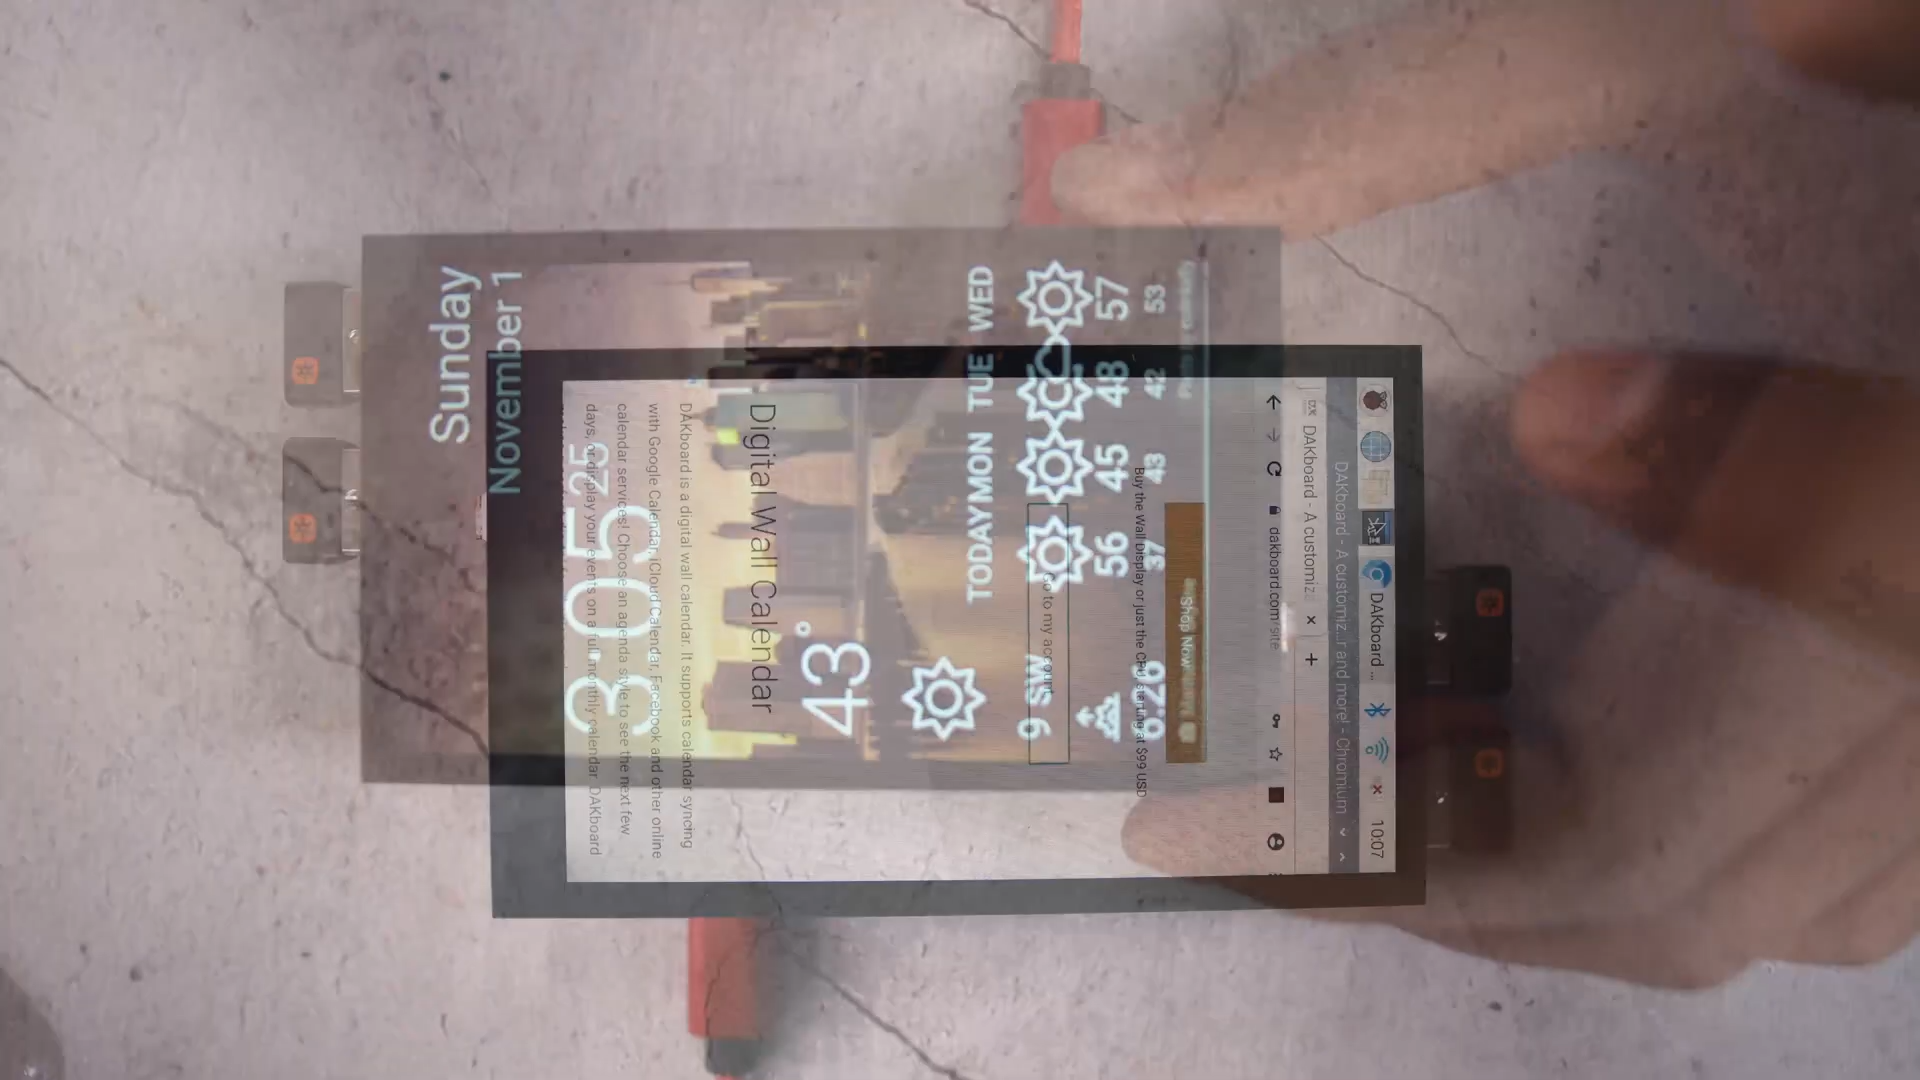 Sunday
November 1
3:05 25
43°
9 SW
6:26
TODAY MON TUE WED
56 45 48 57
37 43 42 53
10:07
DAKboard ...
DAKboard - A customiz...r and more! - Chromium
DAKboard - A customiz
dakboard.com/site
Shop Now
Buy the Wall Display or just the CPU starting at $99 USD
Go to my account
Digital Wall Calendar
DAKboard is a digital wall calendar. It supports calendar syncing
with Google Calendar, iCloud Calendar, Facebook and other online
calendar services! Choose an agenda style to see the next few
days, or display your events on a full monthly calendar. DAKboard